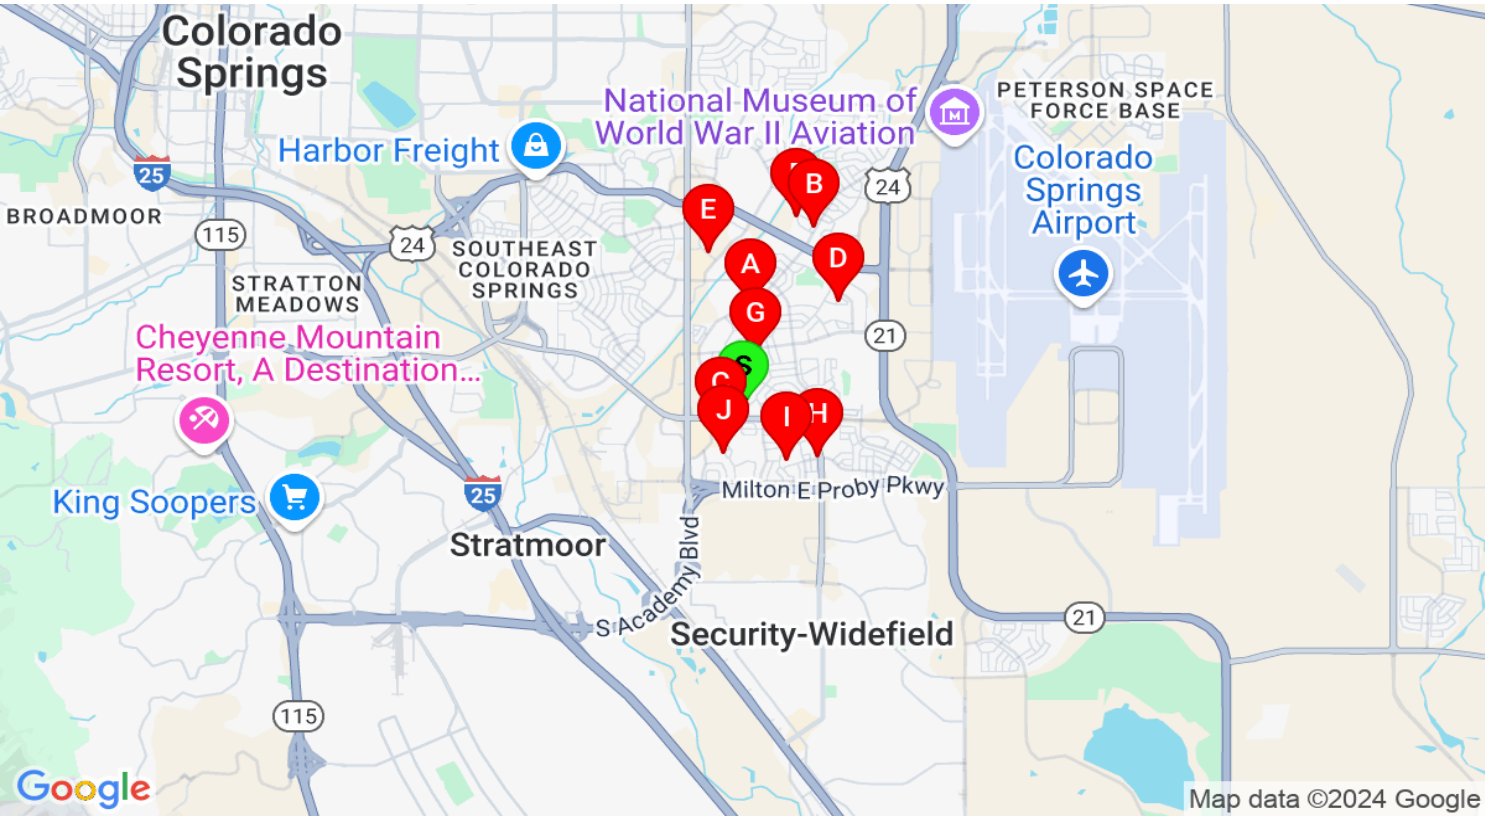 Colorado
Springs
National Museum of
World War II Aviation
PETERSON SPACE
FORCE BASE
Harbor Freight
Colorado
Springs
Airport
25
24
B
E
BROADMOOR
115
24
SOUTHEAST
COLORADO
SPRINGS
A
D
STRATTON
MEADOWS
G
21
Cheyenne Mountain
Resort, A Destination...
S
C
J
I
H
King Soopers
25
Milton E Proby Pkwy
Stratmoor
S Academy Blvd
21
Security-Widefield
115
Google
Map data ©2024 Google